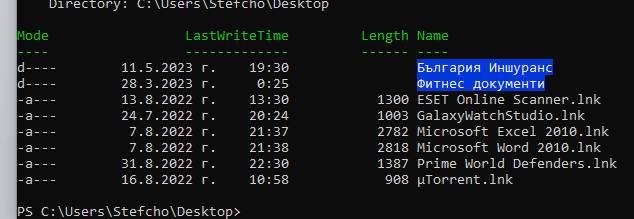 Directory: C:\Users\Stefcho\Desktop
Mode LastWriteTime Length Name
---- ------------- ------ ----
d---- 11.5.2023 г. 19:30 България Иншуранс
d---- 28.3.2023 г. 0:25 Фитнес документи
-a--- 13.8.2022 г. 13:30 1300 ESET Online Scanner.lnk
-a--- 24.7.2022 г. 20:24 1003 GalaxyWatchStudio.lnk
-a--- 7.8.2022 г. 21:37 2782 Microsoft Excel 2010.lnk
-a--- 7.8.2022 г. 21:38 2818 Microsoft Word 2010.lnk
-a--- 31.8.2022 г. 22:30 1387 Prime World Defenders.lnk
-a--- 16.8.2022 г. 10:58 908 µTorrent.lnk
PS C:\Users\Stefcho\Desktop>